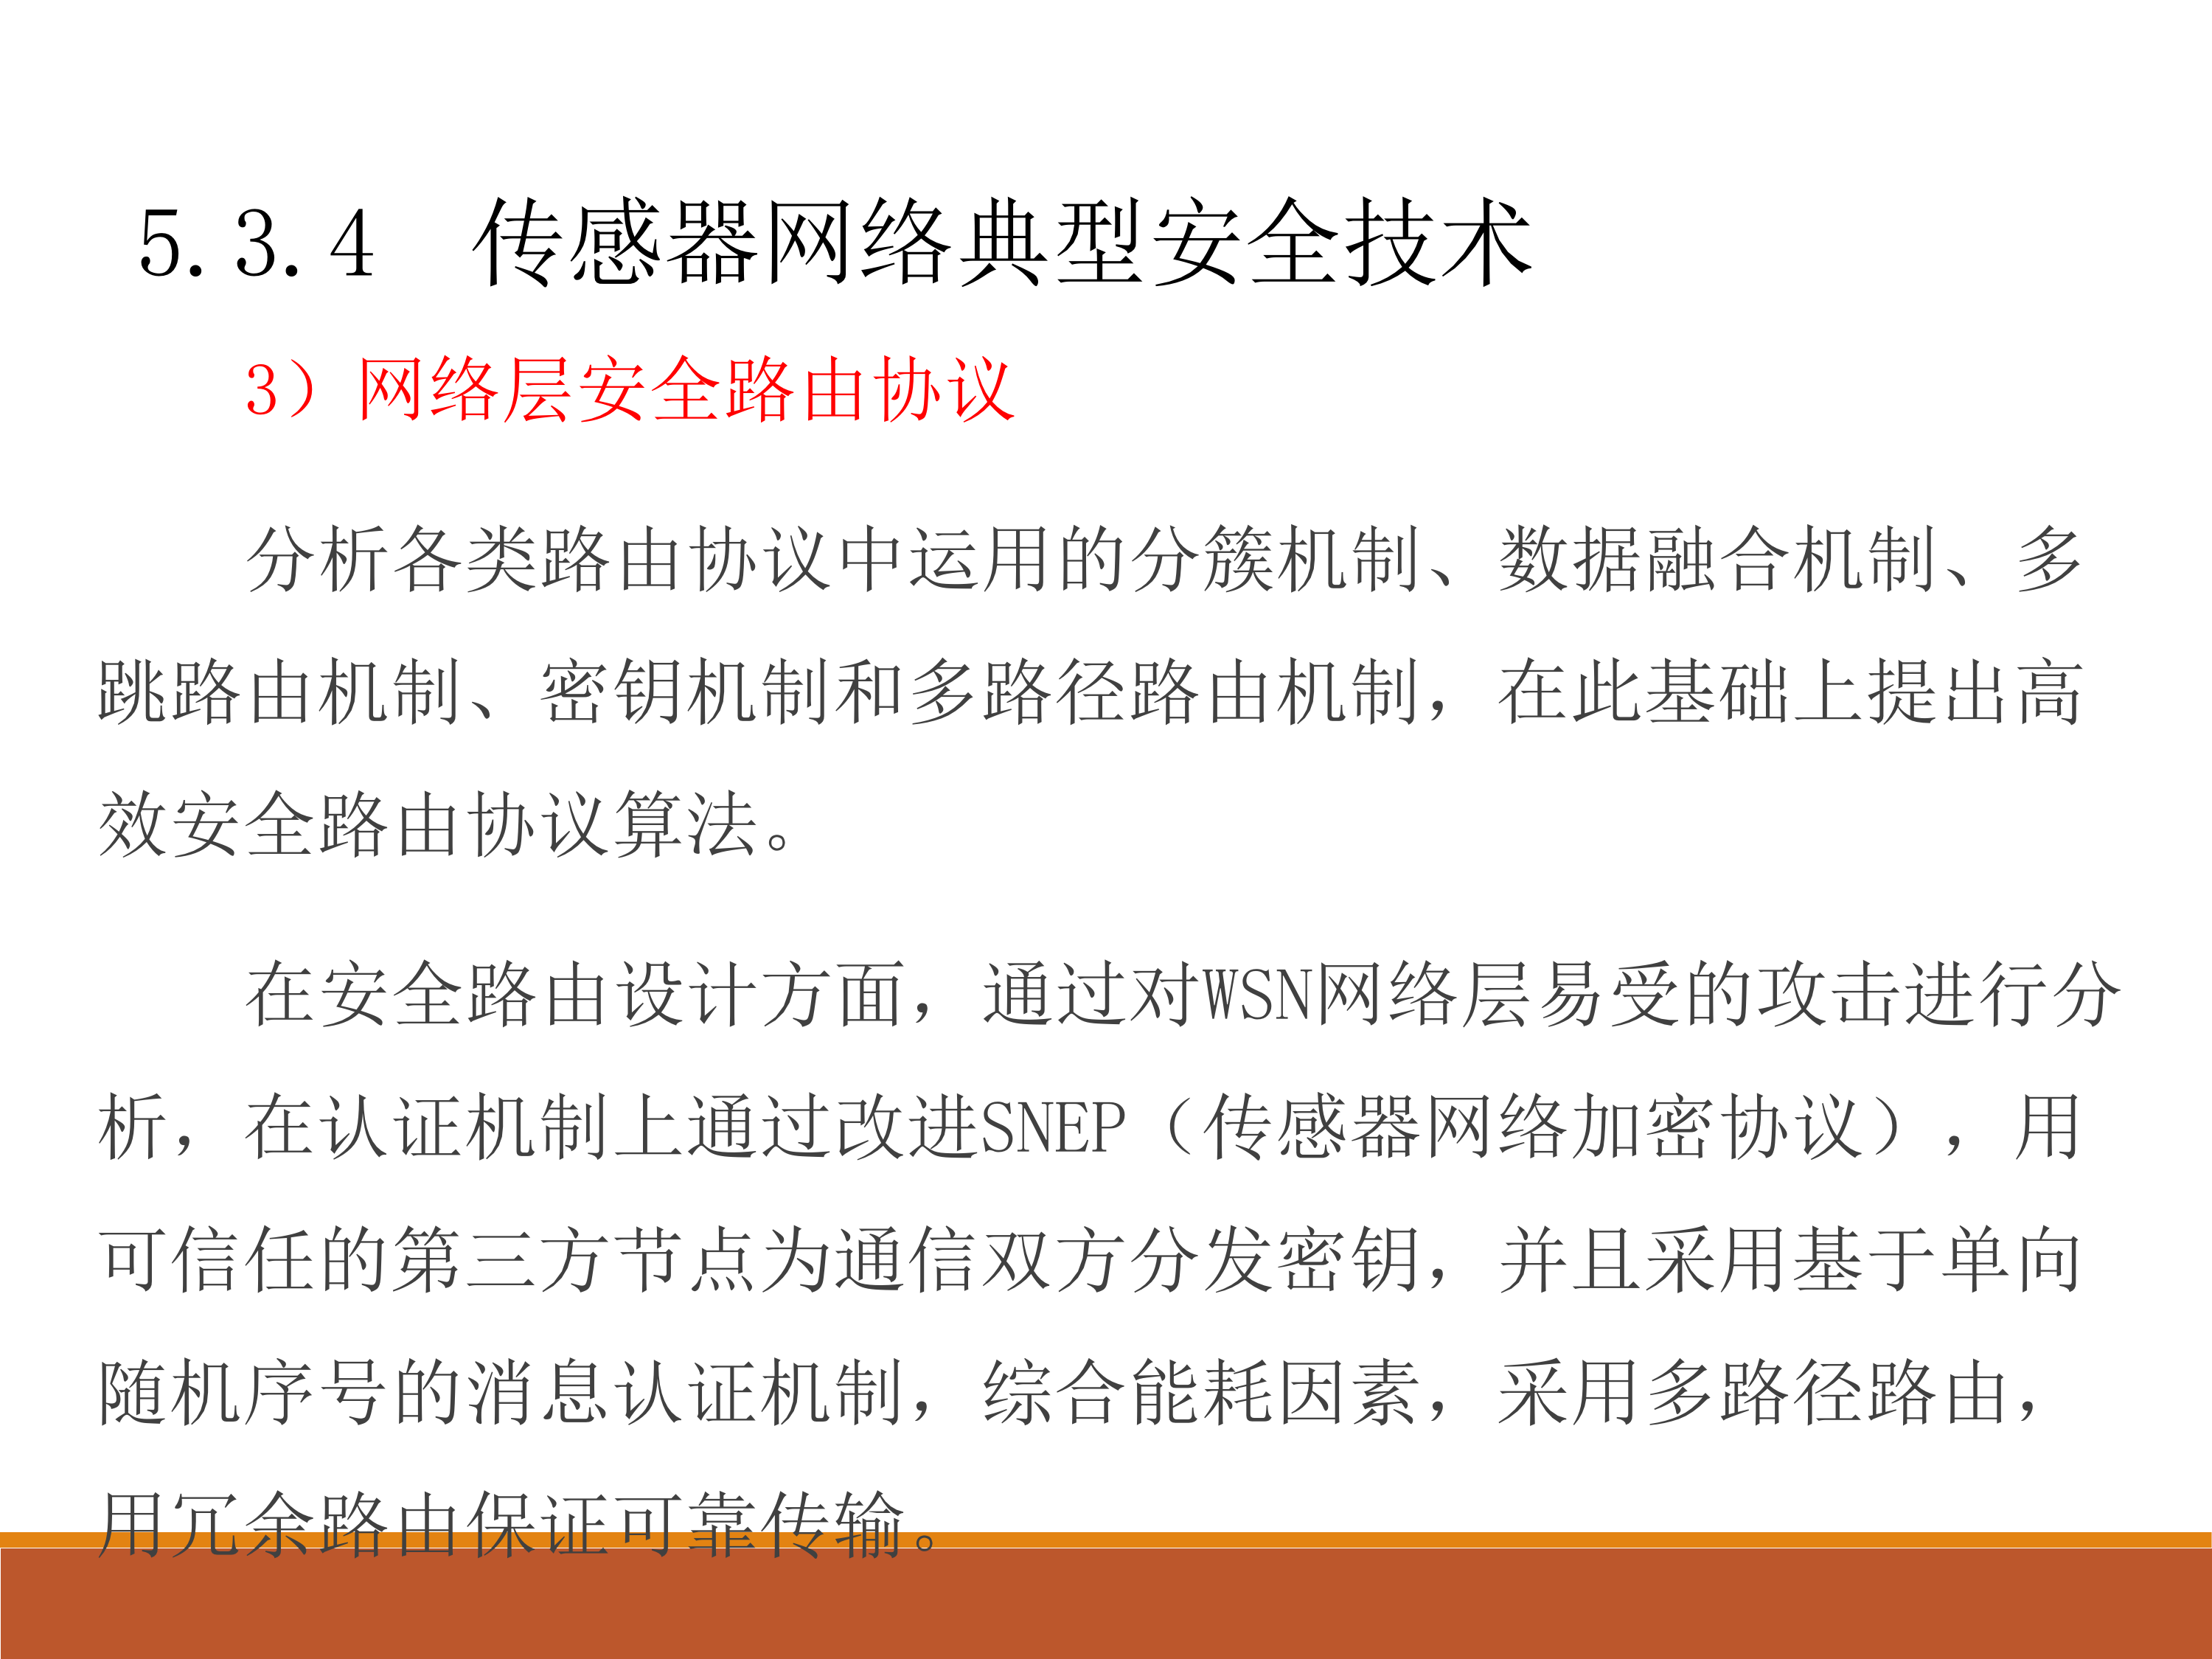 5.3.4 传感器网络典型安全技术
3）网络层安全路由协议
分析各类路由协议中运用的分簇机制、数据融合机制、多
跳路由机制、密钥机制和多路径路由机制，在此基础上提出高
效安全路由协议算法。
在安全路由设计方面，通过对WSN网络层易受的攻击进行分
析，在认证机制上通过改进SNEP（传感器网络加密协议），用
可信任的第三方节点为通信双方分发密钥，并且采用基于单向
随机序号的信息认证机制，综合能耗因素，采用多路径路由，
用冗余路由保证可靠传输。